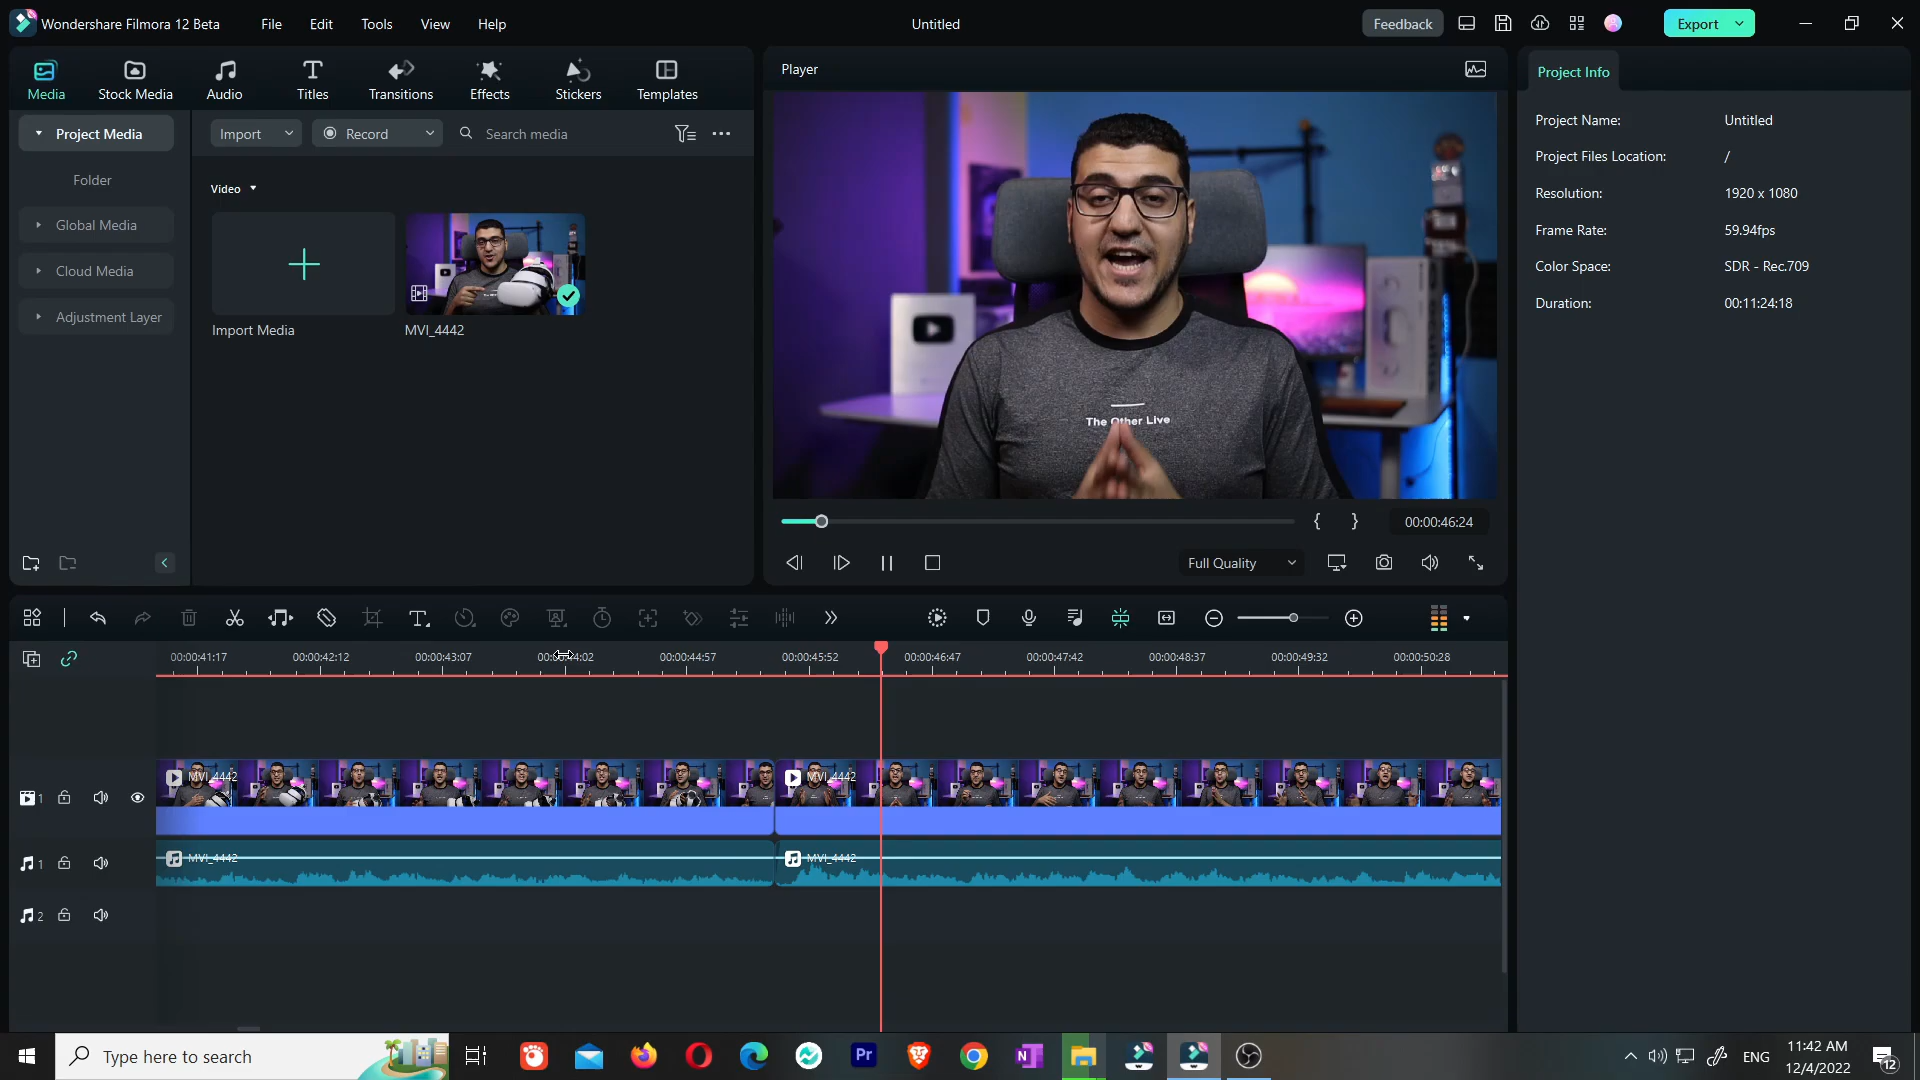 Wondershare Filmora 12 Beta
File
Edit
Tools
View
Help
Untitled
Feedback
Export
Media
Stock Media
Audio
Titles
Transitions
Effects
Stickers
Templates
Player
Project Info
Project Media
Import
Record
Search media
Folder
Global Media
Cloud Media
Adjustment Layer
Video
Import Media
MVI_4442
The Other Live
Project Name: Untitled
Project Files Location: /
Resolution: 1920 x 1080
Frame Rate: 59.94fps
Color Space: SDR - Rec.709
Duration: 00:11:24:18
{ } 00:00:46:24
Full Quality
00:00:41:17 00:00:42:12 00:00:43:07 00:00:44:02 00:00:44:57 00:00:45:52 00:00:46:47 00:00:47:42 00:00:48:37 00:00:49:32 00:00:50:28
MVI_4442 MVI_4442
1
MVI_4442 MVI_4442
1
2
Type here to search
Pr
N
ENG
11:42 AM
12/4/2022
12